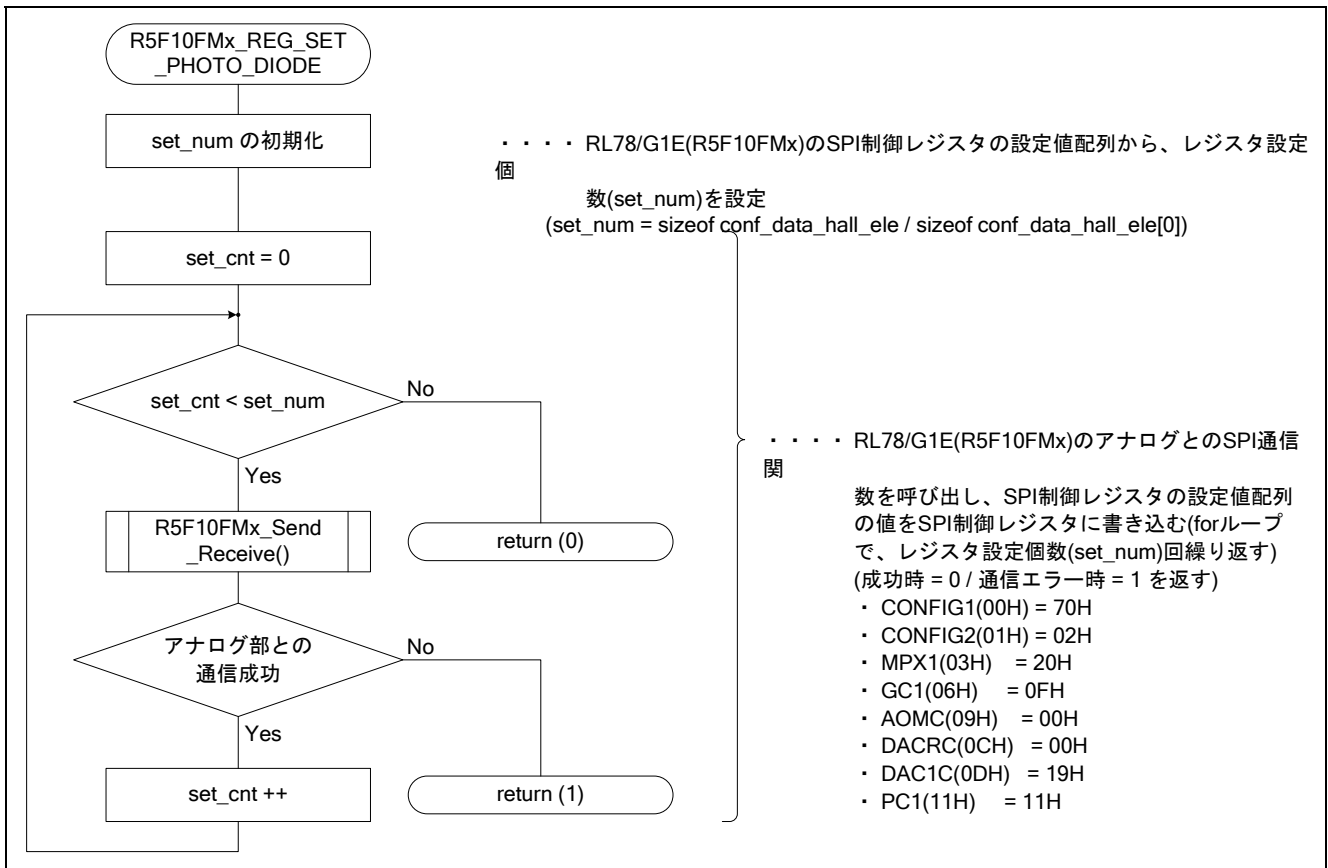 R5F10FMx_REG_SET
_PHOTO_DIODE
set_num の初期化
・・・・ RL78/G1E(R5F10FMx)のSPI制御レジスタの設定値配列から、レジスタ設定
個
数(set_num)を設定
(set_num = sizeof conf_data_hall_ele / sizeof conf_data_hall_ele[0])
set_cnt = 0
set_cnt < set_num
No
Yes
R5F10FMx_Send
_Receive()
return (0)
アナログ部との
通信成功
No
Yes
set_cnt ++
return (1)
・・・・ RL78/G1E(R5F10FMx)のアナログとのSPI通信
関
数を呼び出し、SPI制御レジスタの設定値配列
の値をSPI制御レジスタに書き込む(forループ
で、レジスタ設定個数(set_num)回繰り返す)
(成功時 = 0 / 通信エラー時 = 1 を返す)
・ CONFIG1(00H) = 70H
・ CONFIG2(01H) = 02H
・ MPX1(03H) = 20H
・ GC1(06H) = 0FH
・ AOMC(09H) = 00H
・ DACRC(0CH) = 00H
・ DAC1C(0DH) = 19H
・ PC1(11H) = 11H